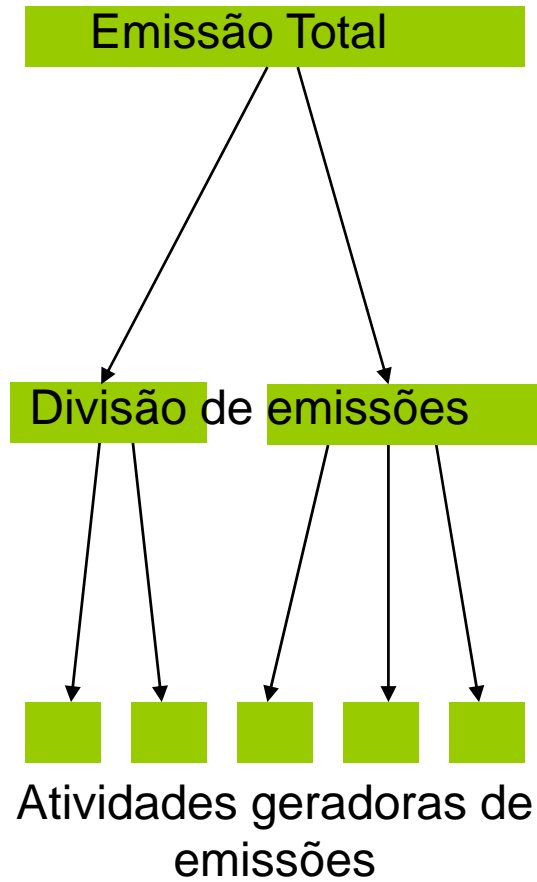 Emissão Total
Divisão de emissões
Atividades geradoras de
emissões